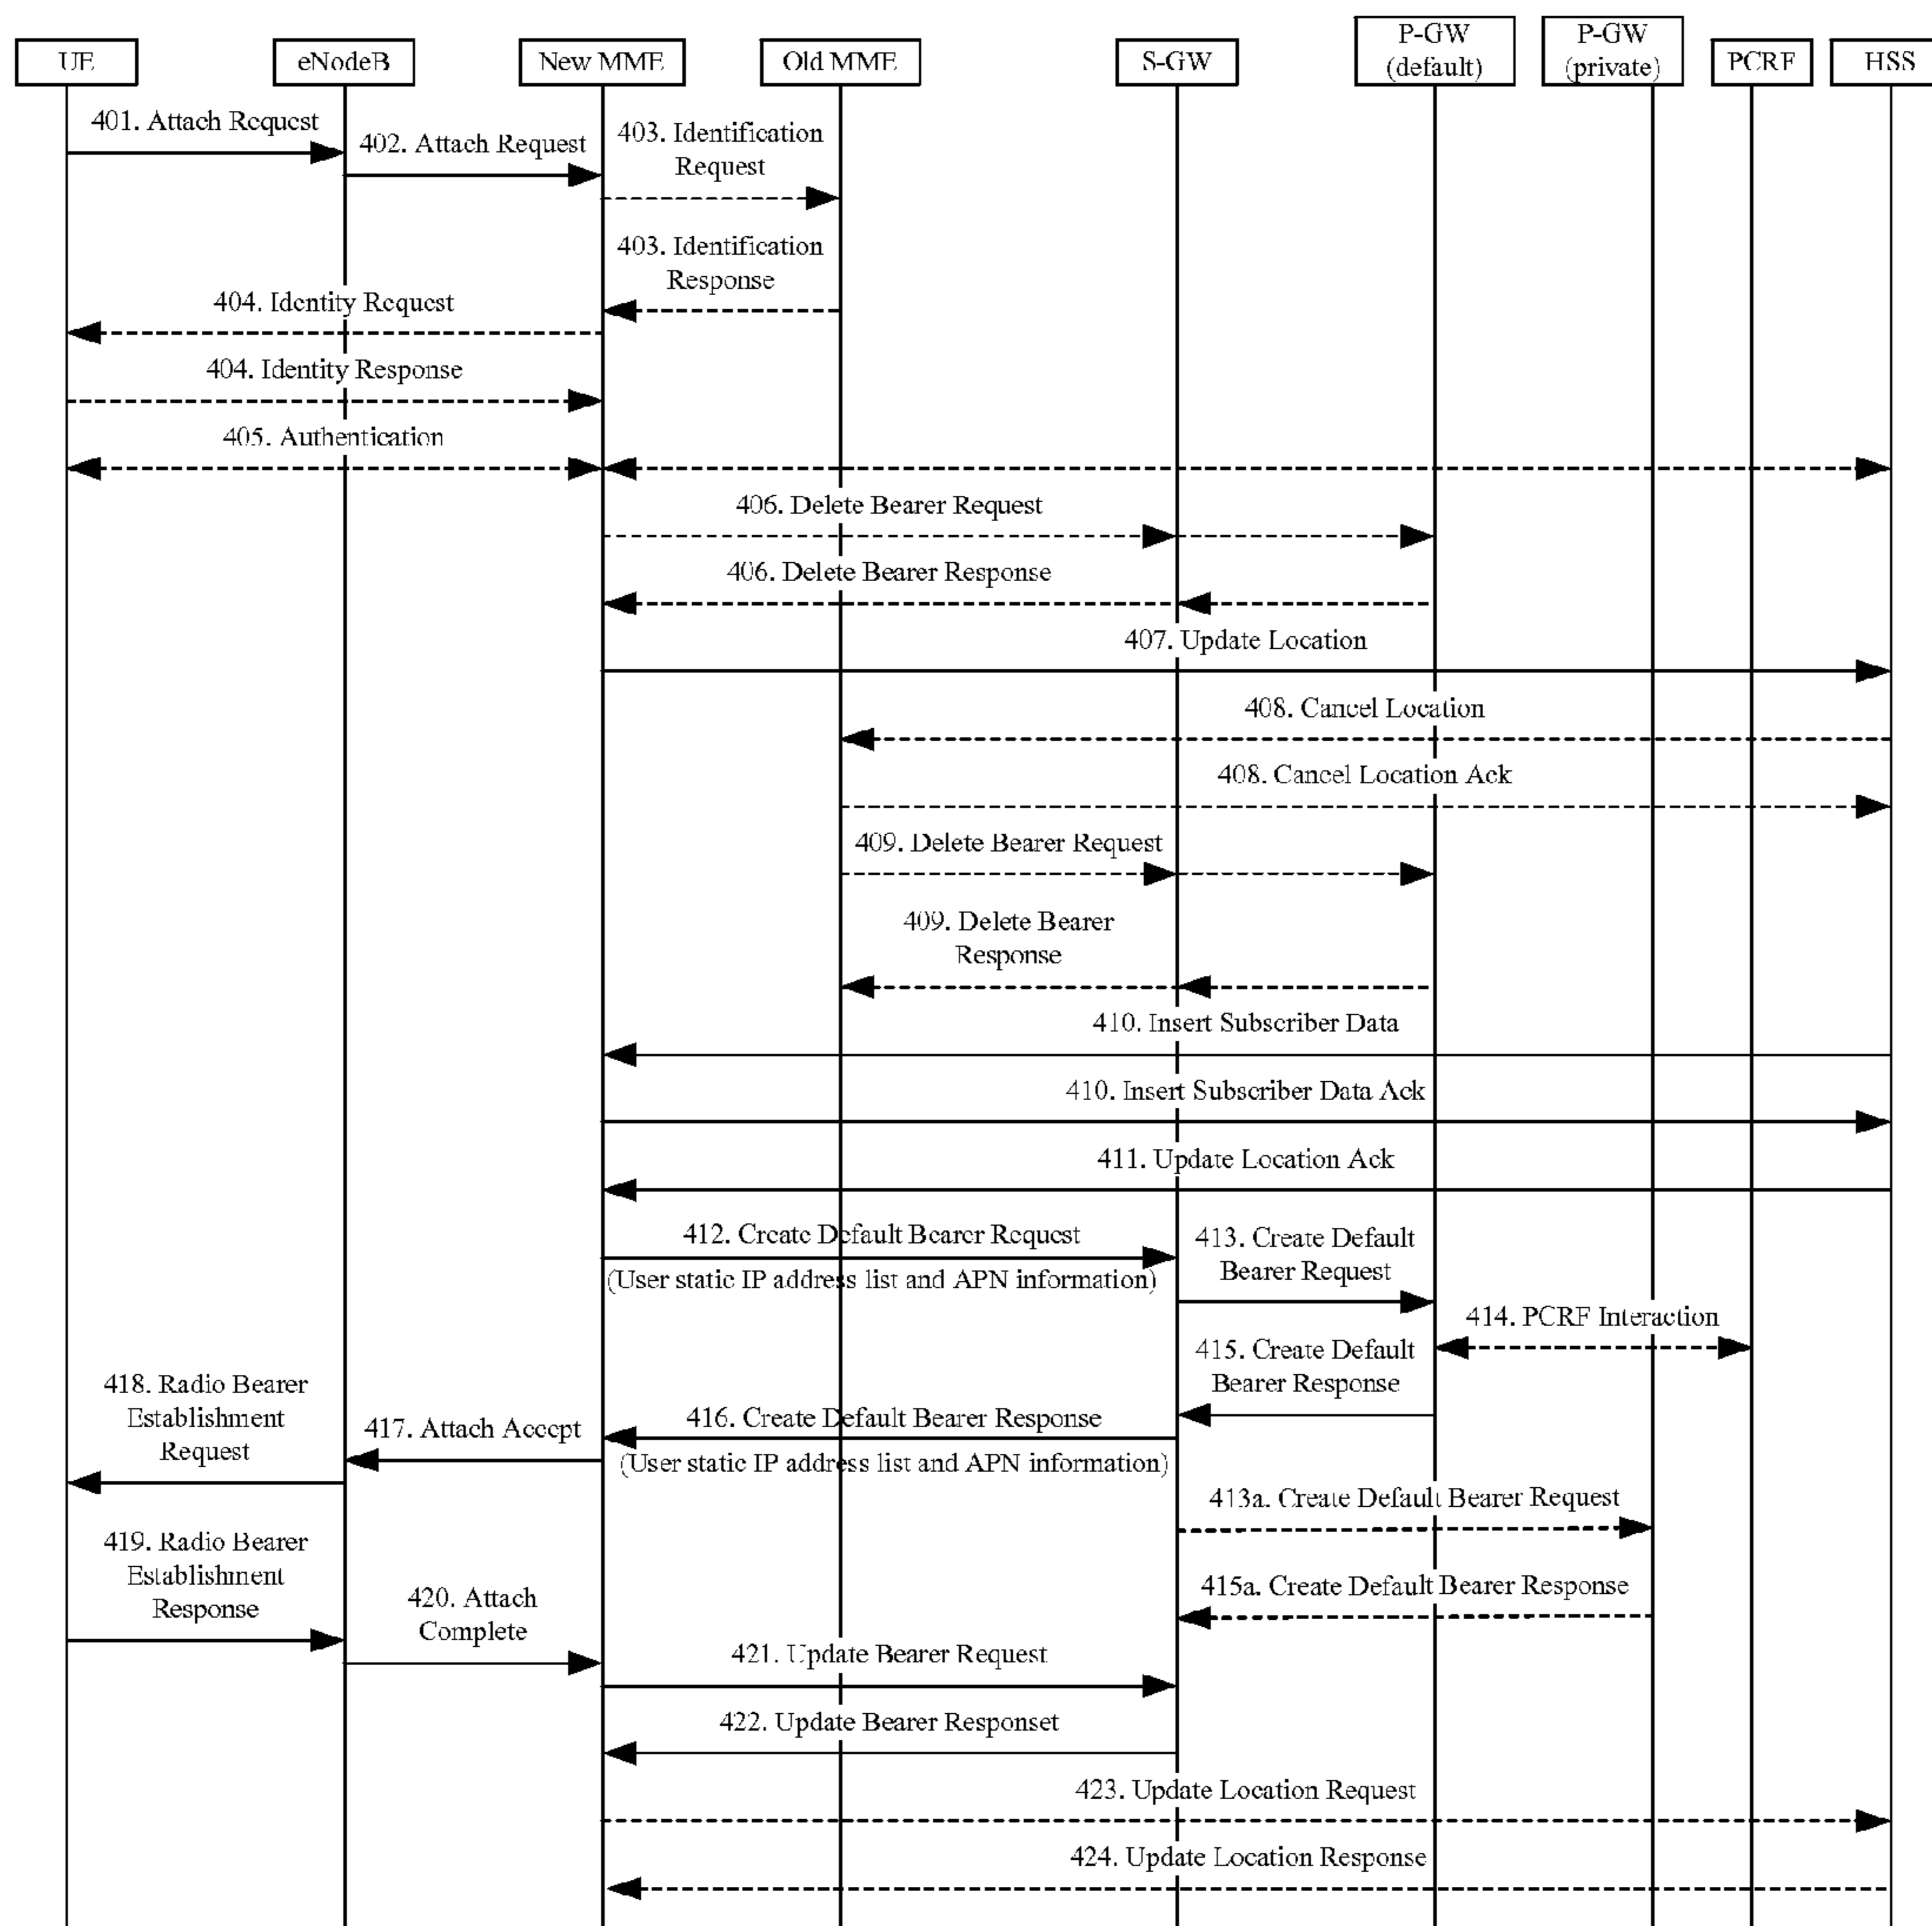 UE
eNodeB
New MME
Old MME
S-GW
P-GW
(default)
P-GW
(private)
PCRF
HSS
401. Attach Request
402. Attach Request
403. Identification
Request
403. Identification
Response
404. Identity Request
404. Identity Response
405. Authentication
406. Delete Bearer Request
406. Delete Bearer Response
407. Update Location
408. Cancel Location
408. Cancel Location Ack
409. Delete Bearer Request
409. Delete Bearer
Response
410. Insert Subscriber Data
410. Insert Subscriber Data Ack
411. Update Location Ack
412. Create Default Bearer Request
(User static IP address list and APN information)
413. Create Default
Bearer Request
414. PCRF Interaction
415. Create Default
Bearer Response
416. Create Default Bearer Response
(User static IP address list and APN information)
417. Attach Accept
418. Radio Bearer
Establishment
Request
413a. Create Default Bearer Request
419. Radio Bearer
Establishment
Response
415a. Create Default Bearer Response
420. Attach
Complete
421. Update Bearer Request
422. Update Bearer Responset
423. Update Location Request
424. Update Location Response